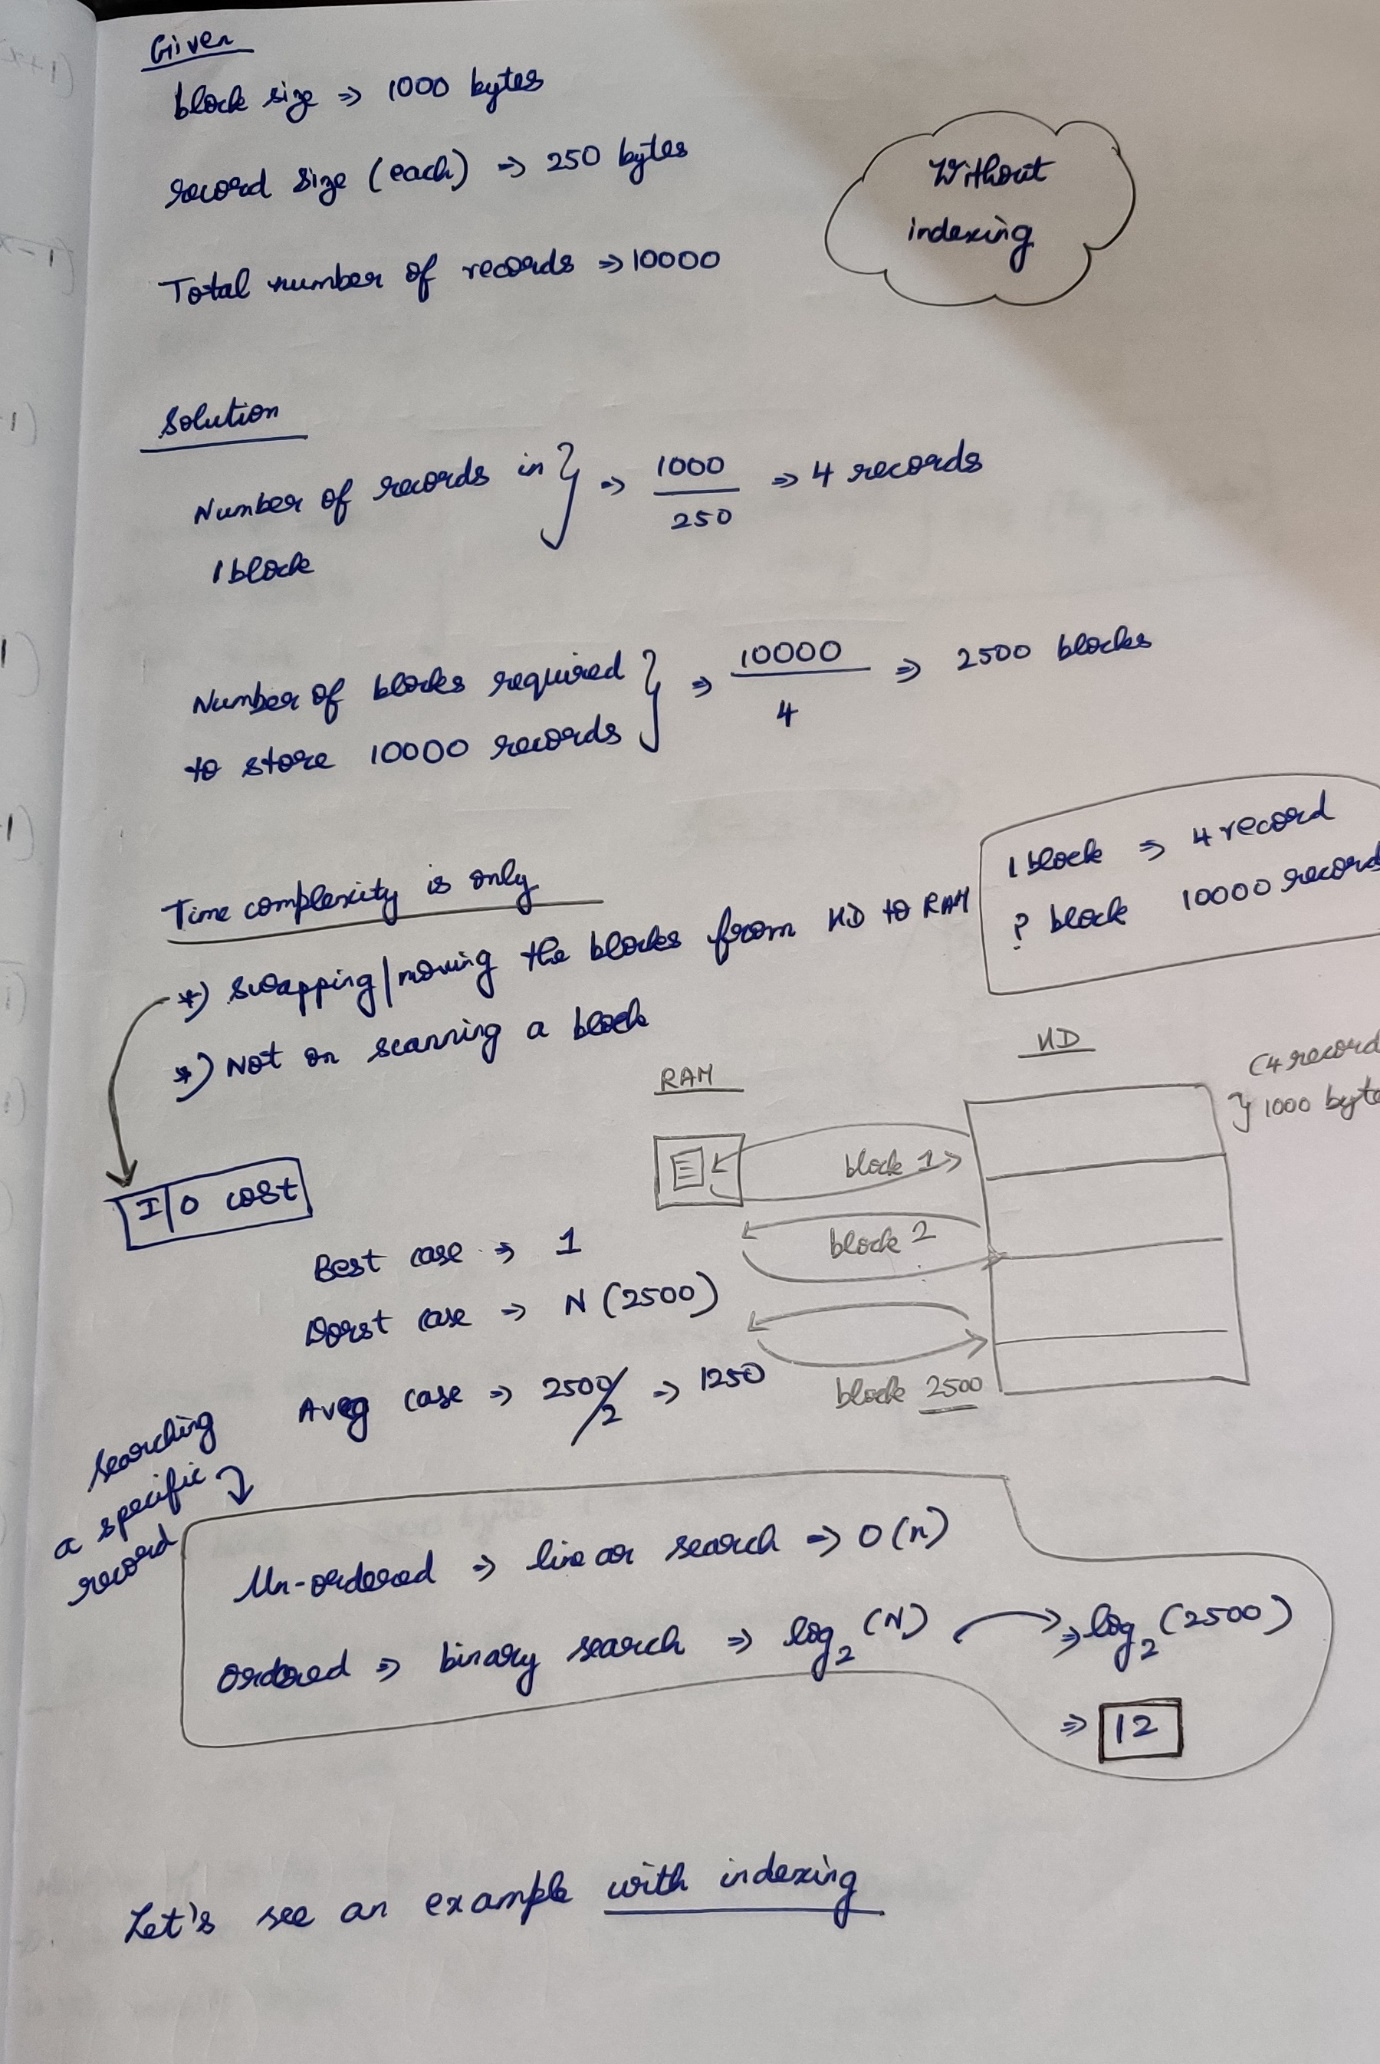 Given
block size ⇒ 1000 bytes
record size (each) ⇒ 250 bytes
Total number of records ⇒ 10000
Without
indexing
Solution
Number of records in } ⇒ 1000/250 ⇒ 4 records
1 block
Number of blocks required } ⇒ 10000/4 ⇒ 2500 blocks
to store 10000 records
1 block ⇒ 4 record
? block 10000 record
Time complexity is only
*) swapping/moving the blocks from HD to RAM
*) Not on scanning a block
I/O cost
RAM
HD
(4 record
} 1000 byte
block 1
block 2
block 2500
Best case ⇒ 1
Worst case ⇒ N (2500)
Aveg case ⇒ 2500/2 ⇒ 1250
searching
a specific
record
Un-ordered ⇒ linear search ⇒ O(n)
ordered ⇒ binary search ⇒ log₂(N) ⇒ log₂(2500)
⇒ 12
Let's see an example with indexing